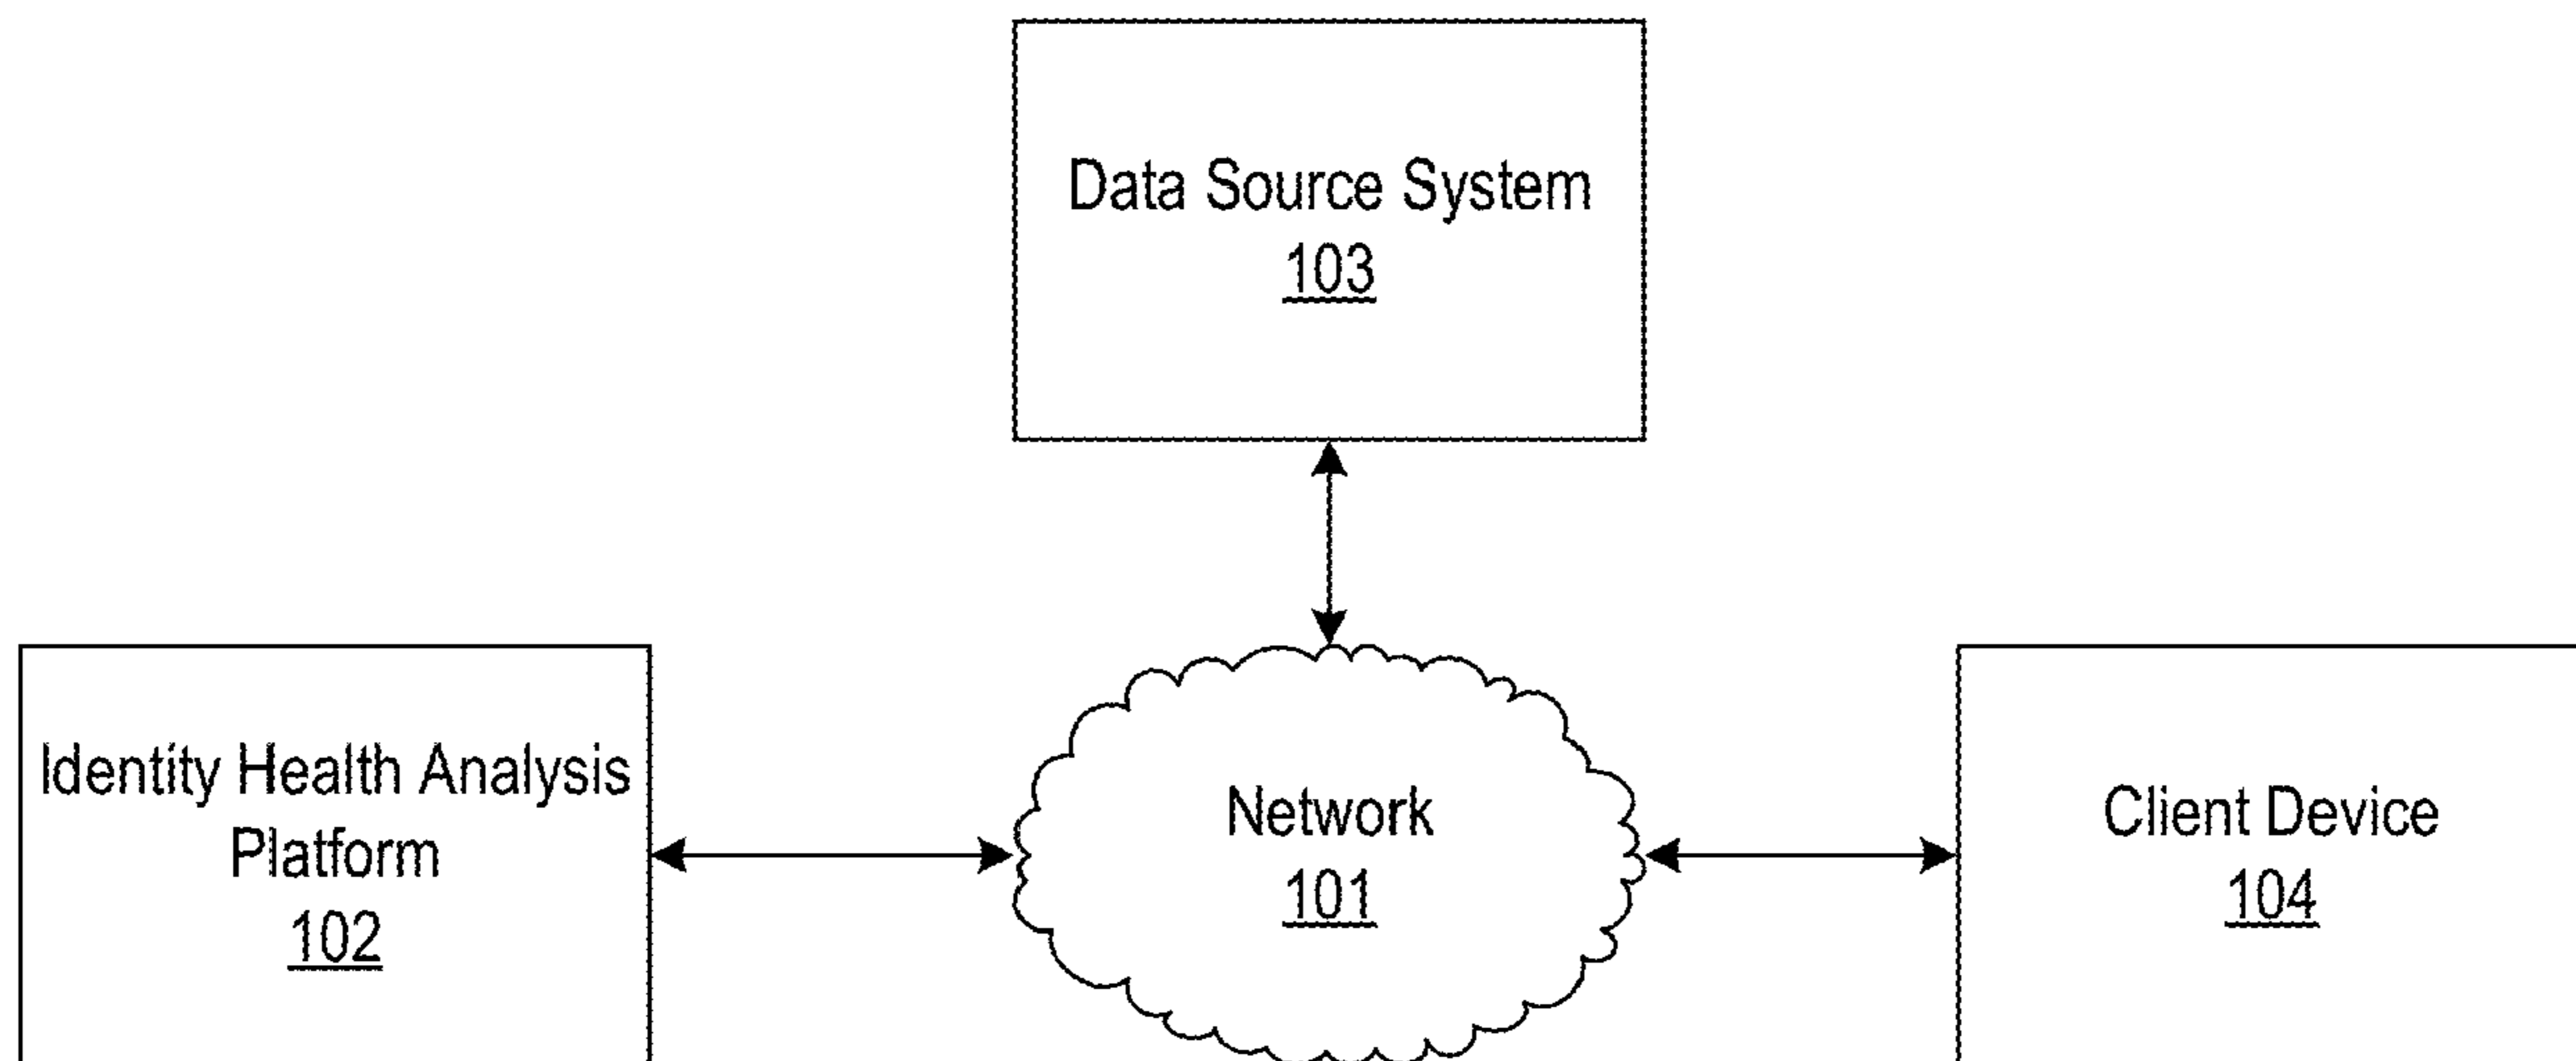 Data Source System
103
Identity Health Analysis
Platform
102
Network
101
Client Device
104